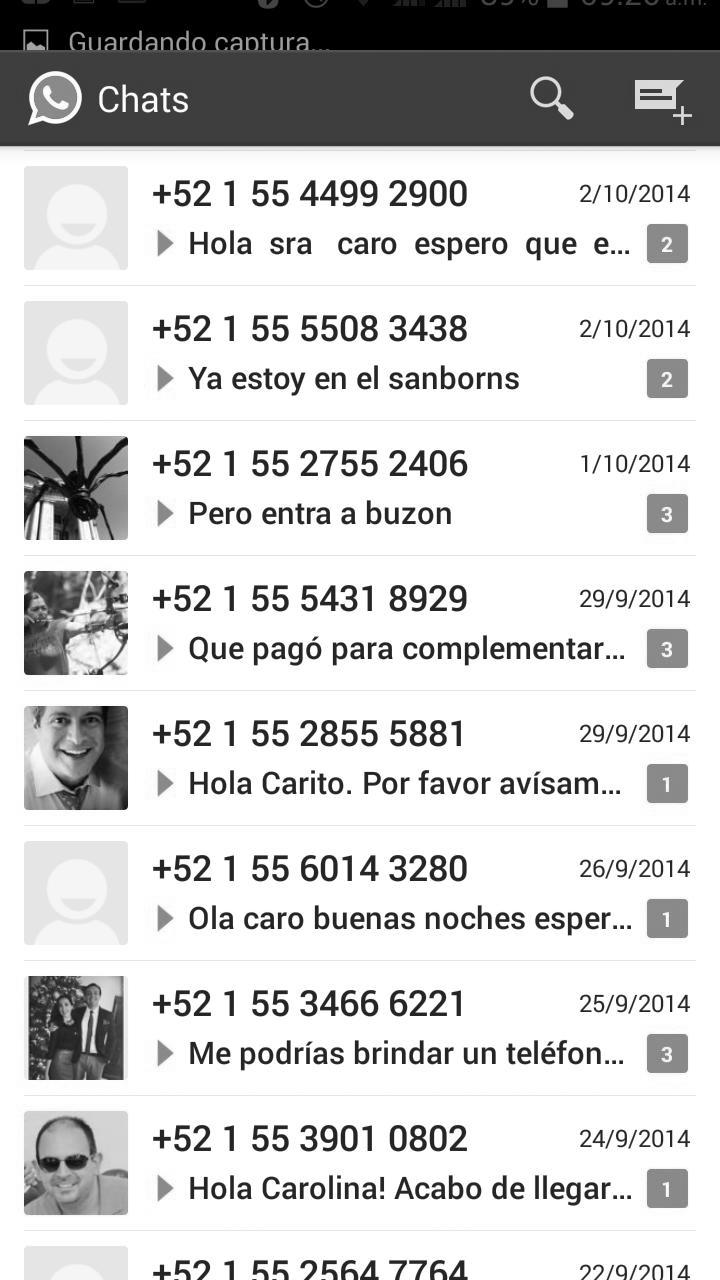 Guardando captura...
Chats
+52 1 55 4499 2900
2/10/2014
Hola sra caro espero que e...
2
+52 1 55 5508 3438
2/10/2014
Ya estoy en el sanborns
2
+52 1 55 2755 2406
1/10/2014
Pero entra a buzon
3
+52 1 55 5431 8929
29/9/2014
Que pagó para complementar...
3
+52 1 55 2855 5881
29/9/2014
Hola Carito. Por favor avísam...
1
+52 1 55 6014 3280
26/9/2014
Ola caro buenas noches esper...
1
+52 1 55 3466 6221
25/9/2014
Me podrías brindar un teléfon...
3
+52 1 55 3901 0802
24/9/2014
Hola Carolina! Acabo de llegar...
1
+52 1 55 2564 7764
22/9/2014